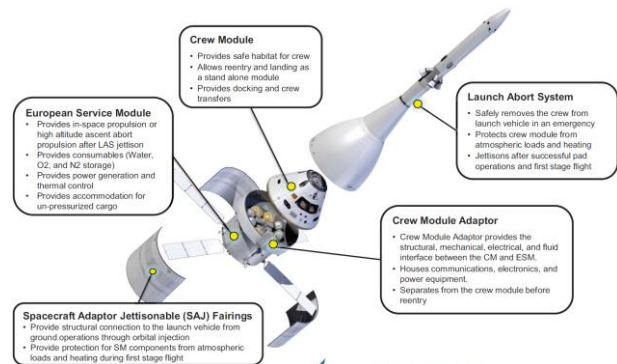 Crew Module
• Provides safe habitat for crew
• Allows reentry and landing as
a stand alone module
• Provides docking and crew
transfers
Launch Abort System
• Safely removes the crew from
launch vehicle in an emergency
• Protects crew module from
atmospheric loads and heating
• Jettisons after successful pad
operations and first stage flight
European Service Module
• Provides in-space propulsion or
high altitude ascent abort
propulsion after LAS jettison
• Provides consumables (Water,
O2, and N2 storage)
• Provides power generation and
thermal control
• Provides accommodation for
un-pressurized cargo
Crew Module Adaptor
• Crew Module Adaptor provides the
structural, mechanical, electrical, and fluid
interface between the CM and ESM.
• Houses communications, electronics, and
power equipment.
• Separates from the crew module before
reentry
Spacecraft Adaptor Jettisonable (SAJ) Fairings
• Provide structural connection to the launch vehicle from
ground operations through orbital injection
• Provide protection for SM components from atmospheric
loads and heating during first stage flight